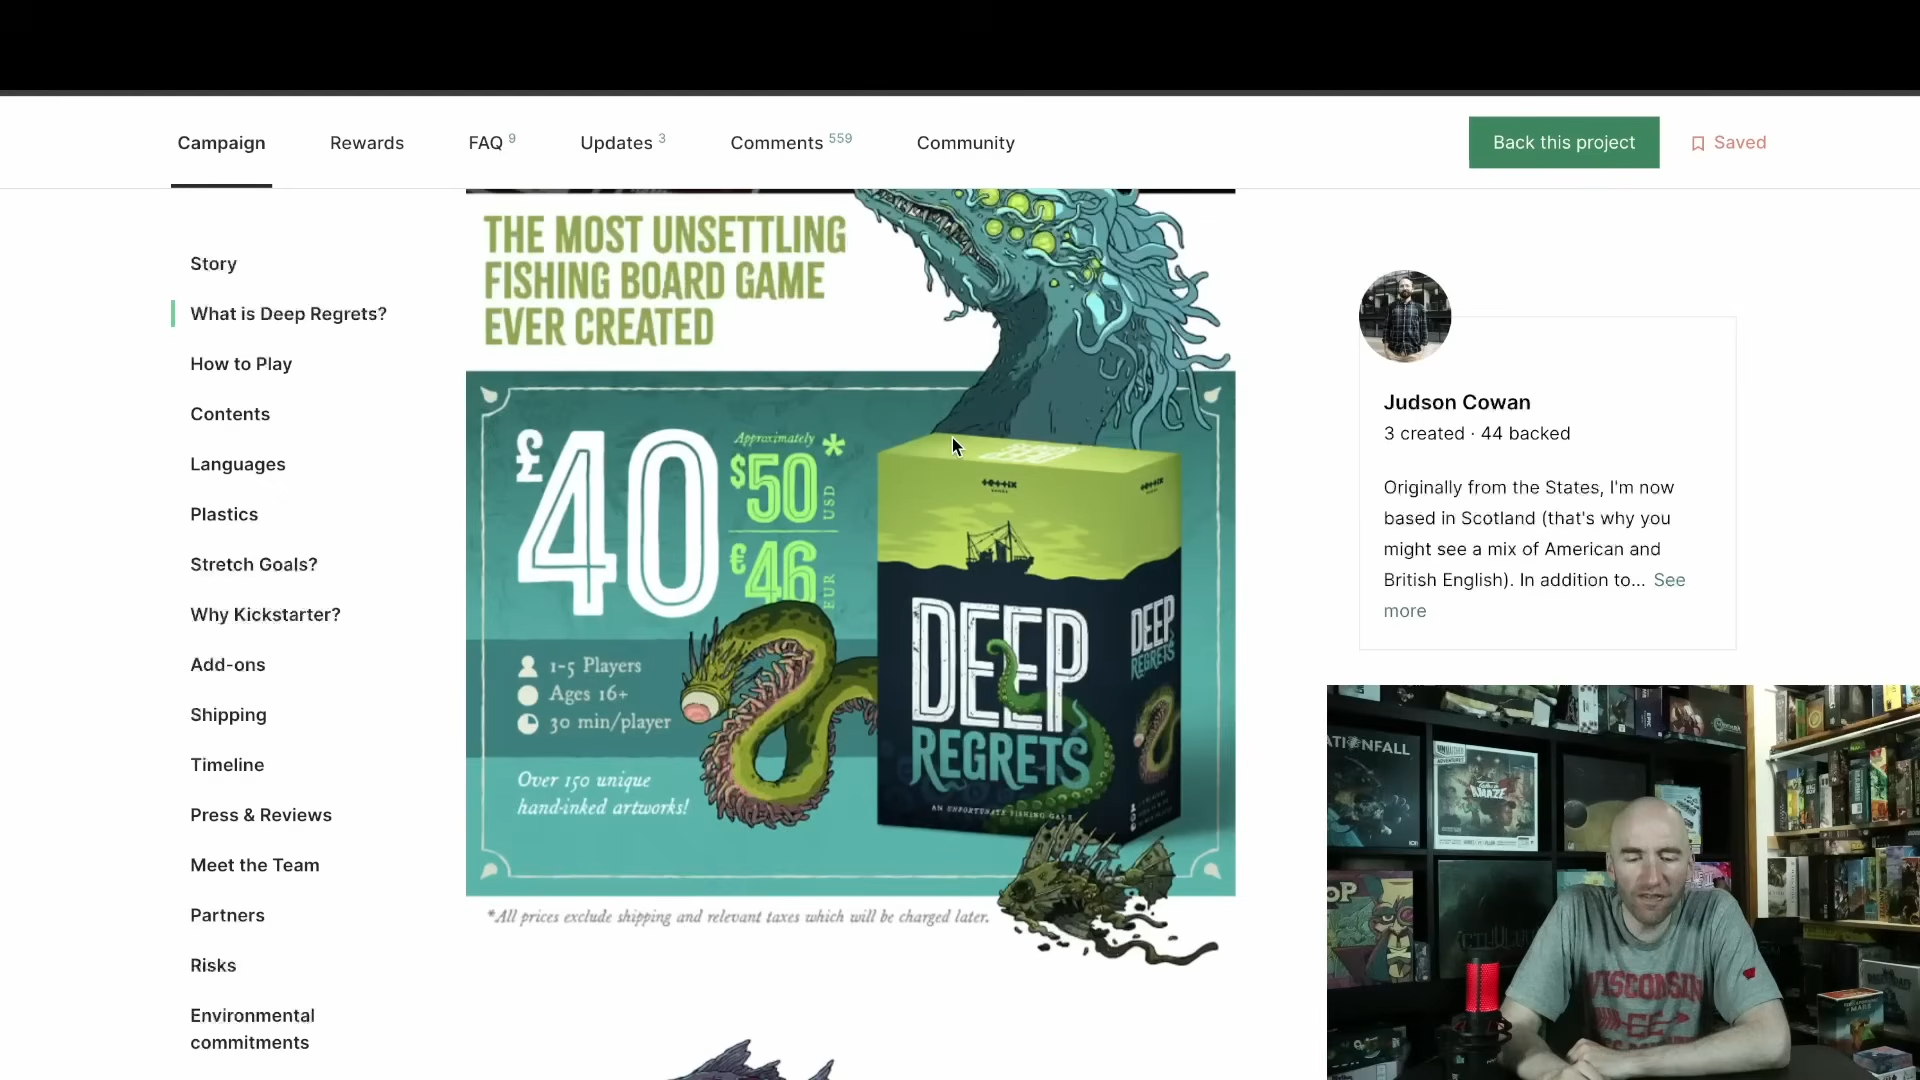 Campaign
Rewards
FAQ 9
Updates 3
Comments 559
Community
Back this project
Saved
Story
What is Deep Regrets?
How to Play
Contents
Languages
Plastics
Stretch Goals?
Why Kickstarter?
Add-ons
Shipping
Timeline
Press & Reviews
Meet the Team
Partners
Risks
Environmental
commitments
THE MOST UNSETTLING
FISHING BOARD GAME
EVER CREATED
£40
Approximately
$50 USD *
€46 EUR
1-5 Players
Ages 16+
30 min/player
Over 150 unique
hand-inked artworks!
DEEP
REGRETS
AN UNFORTUNATE FISHING GAME
DEEP
REGRETS
*All prices exclude shipping and relevant taxes which will be charged later.
Judson Cowan
3 created · 44 backed
Originally from the States, I'm now
based in Scotland (that's why you
might see a mix of American and
British English). In addition to... See
more
WISCONSIN